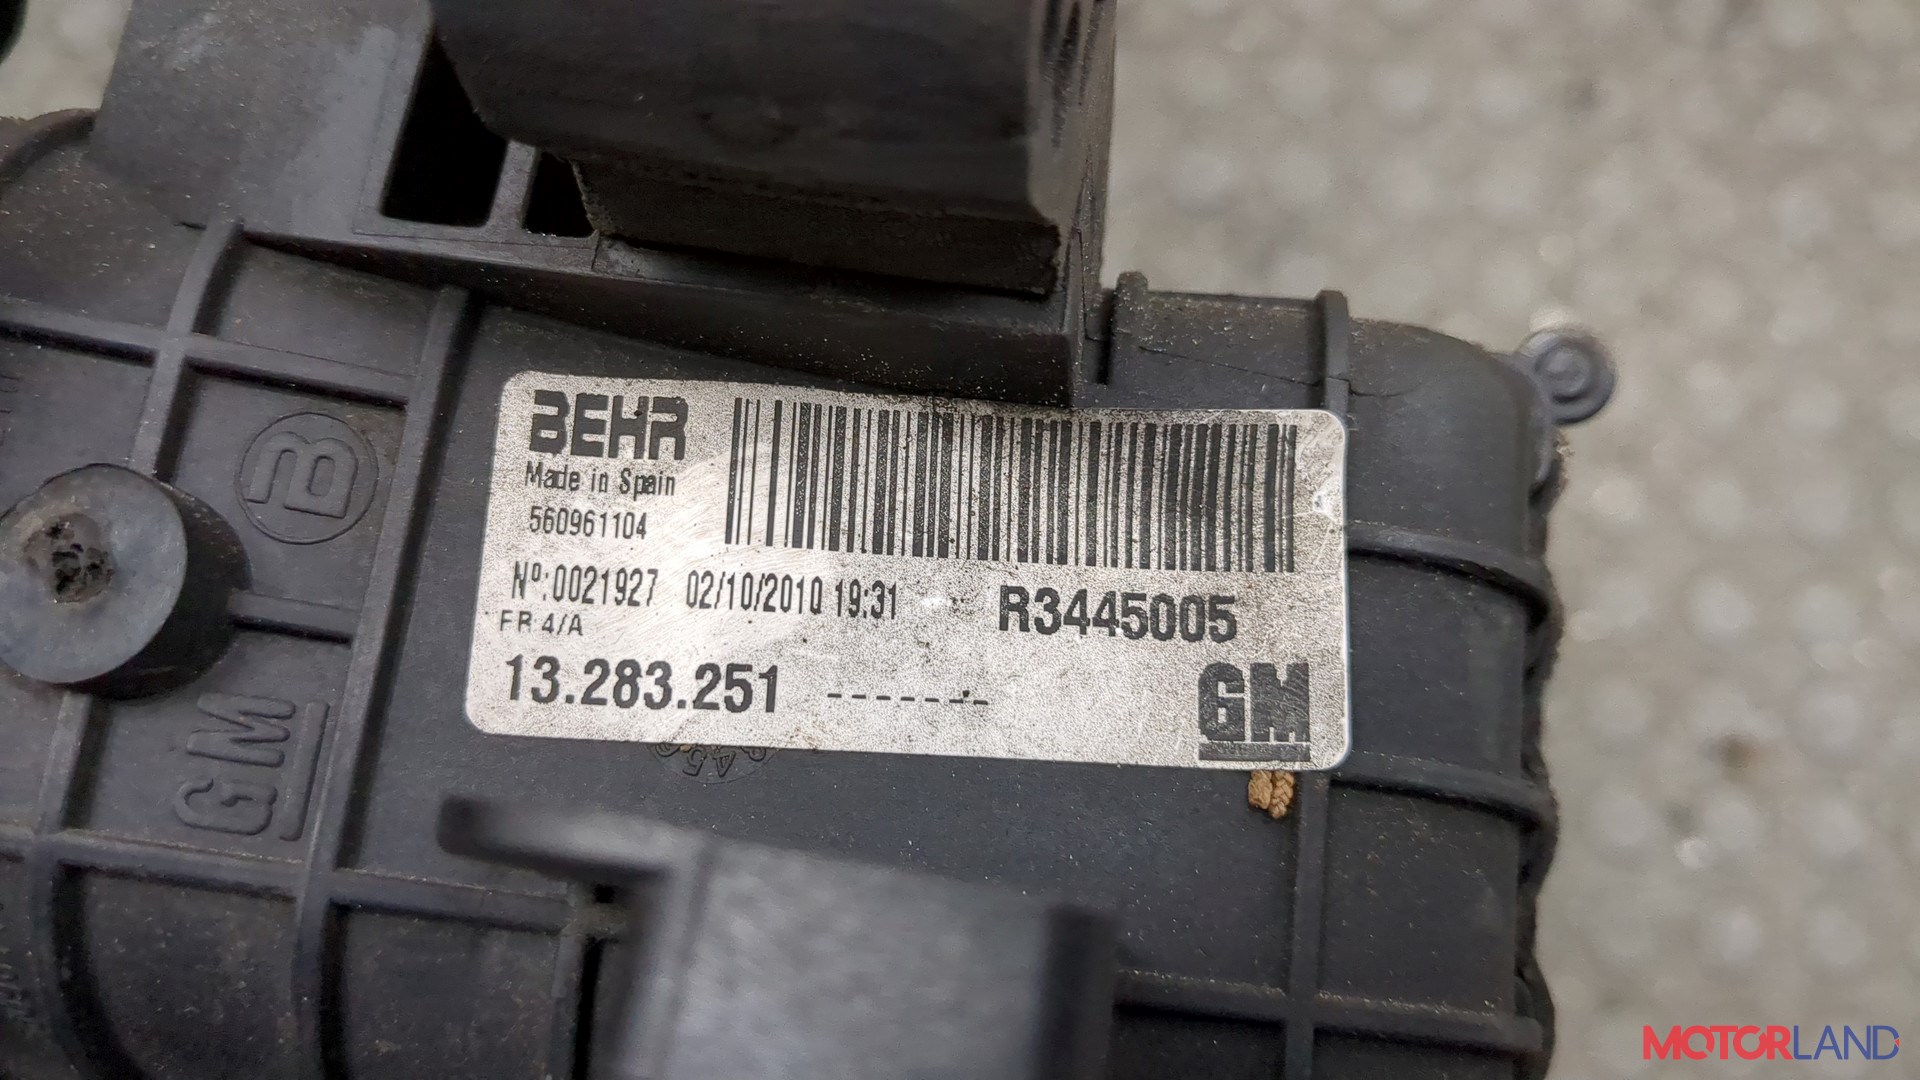 BEHR
Made in Spain
560961104
Nº:0021927 02/10/2010 19:31 R3445005
FR 4/A
13.283.251 -------
GM
B
GM
MOTORLAND